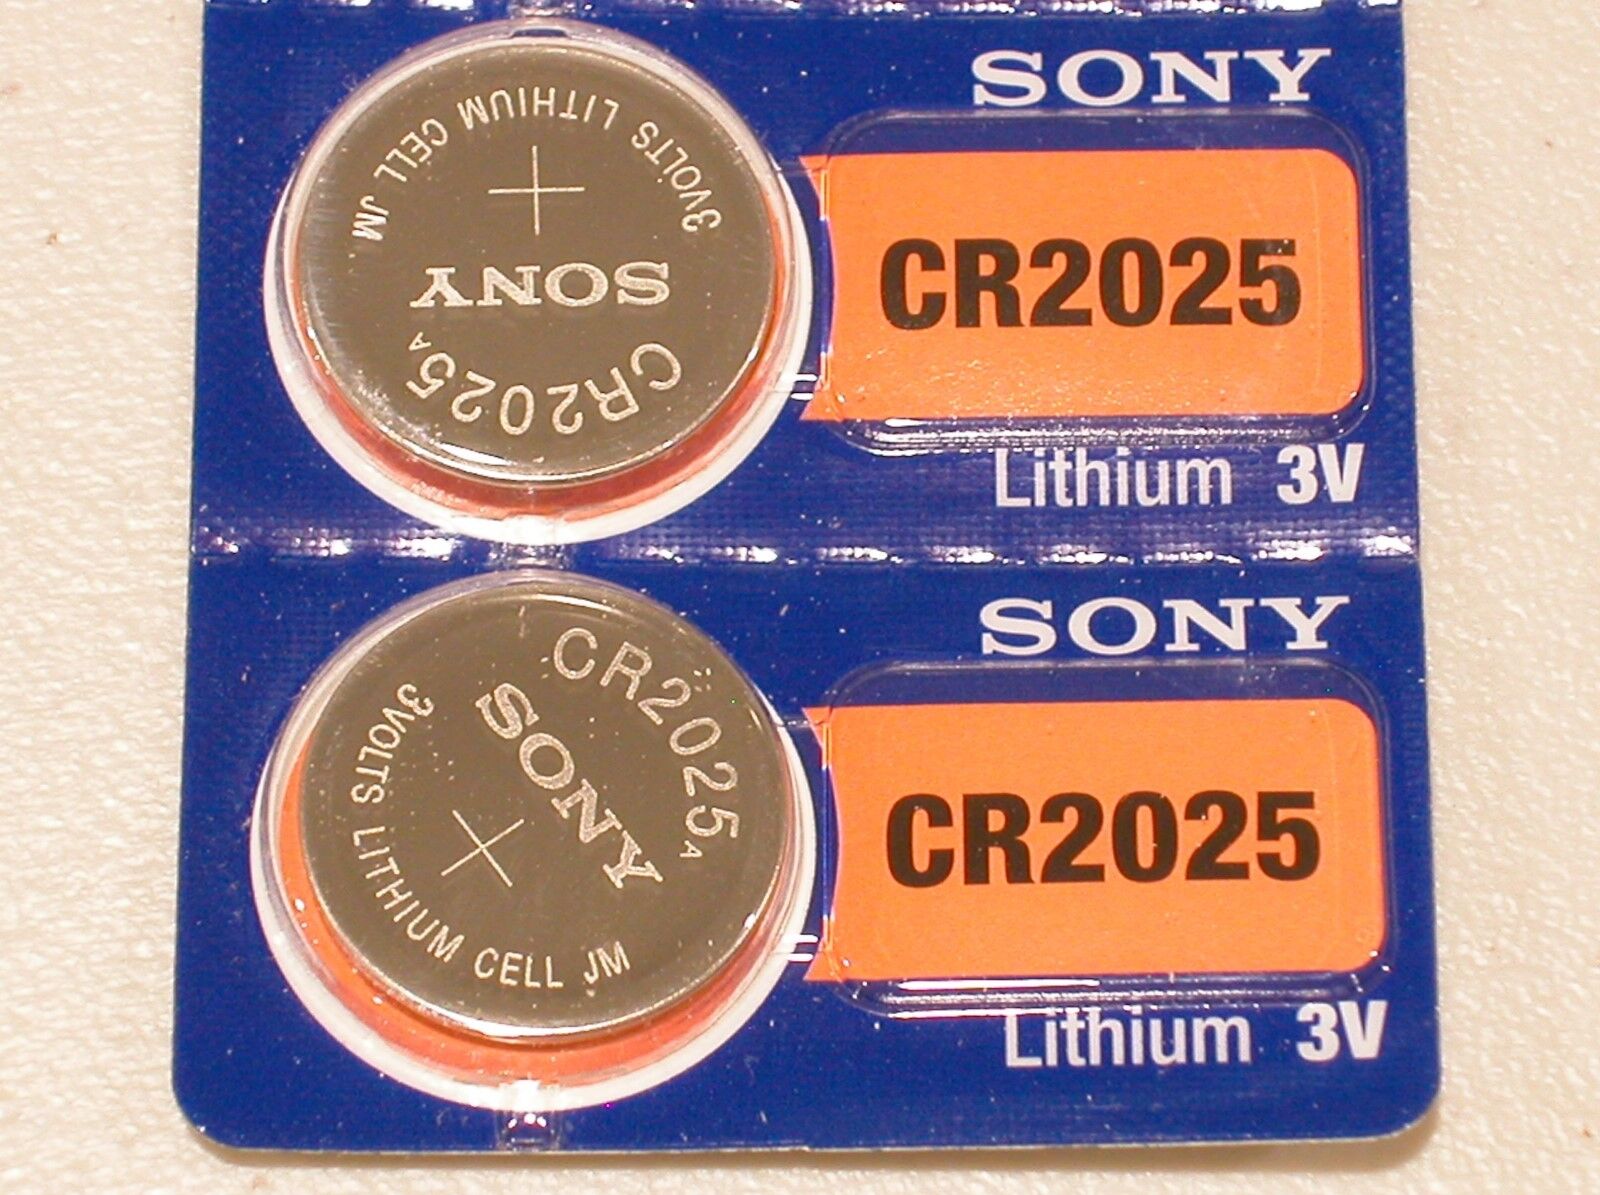 SONY
3VOLTS LITHIUM CELL JM
+
SONY
CR2025 A
CR2025
Lithium 3V
SONY
CR2025 A
SONY
+
3VOLTS LITHIUM CELL JM
CR2025
Lithium 3V